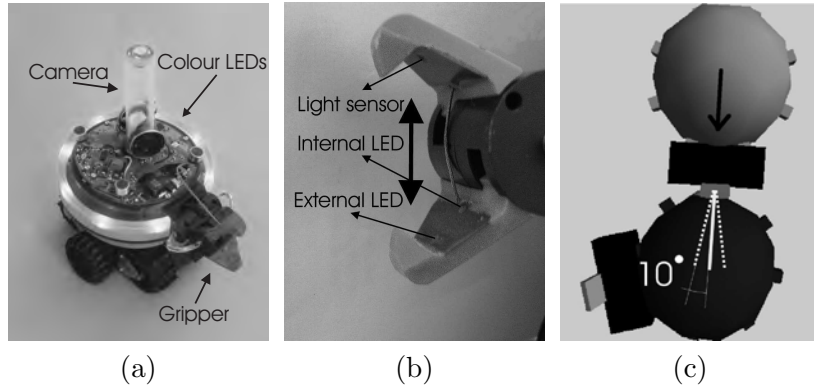 Camera
Colour LEDs
Gripper
Light sensor
Internal LED
External LED
10°
(a)
(b)
(c)